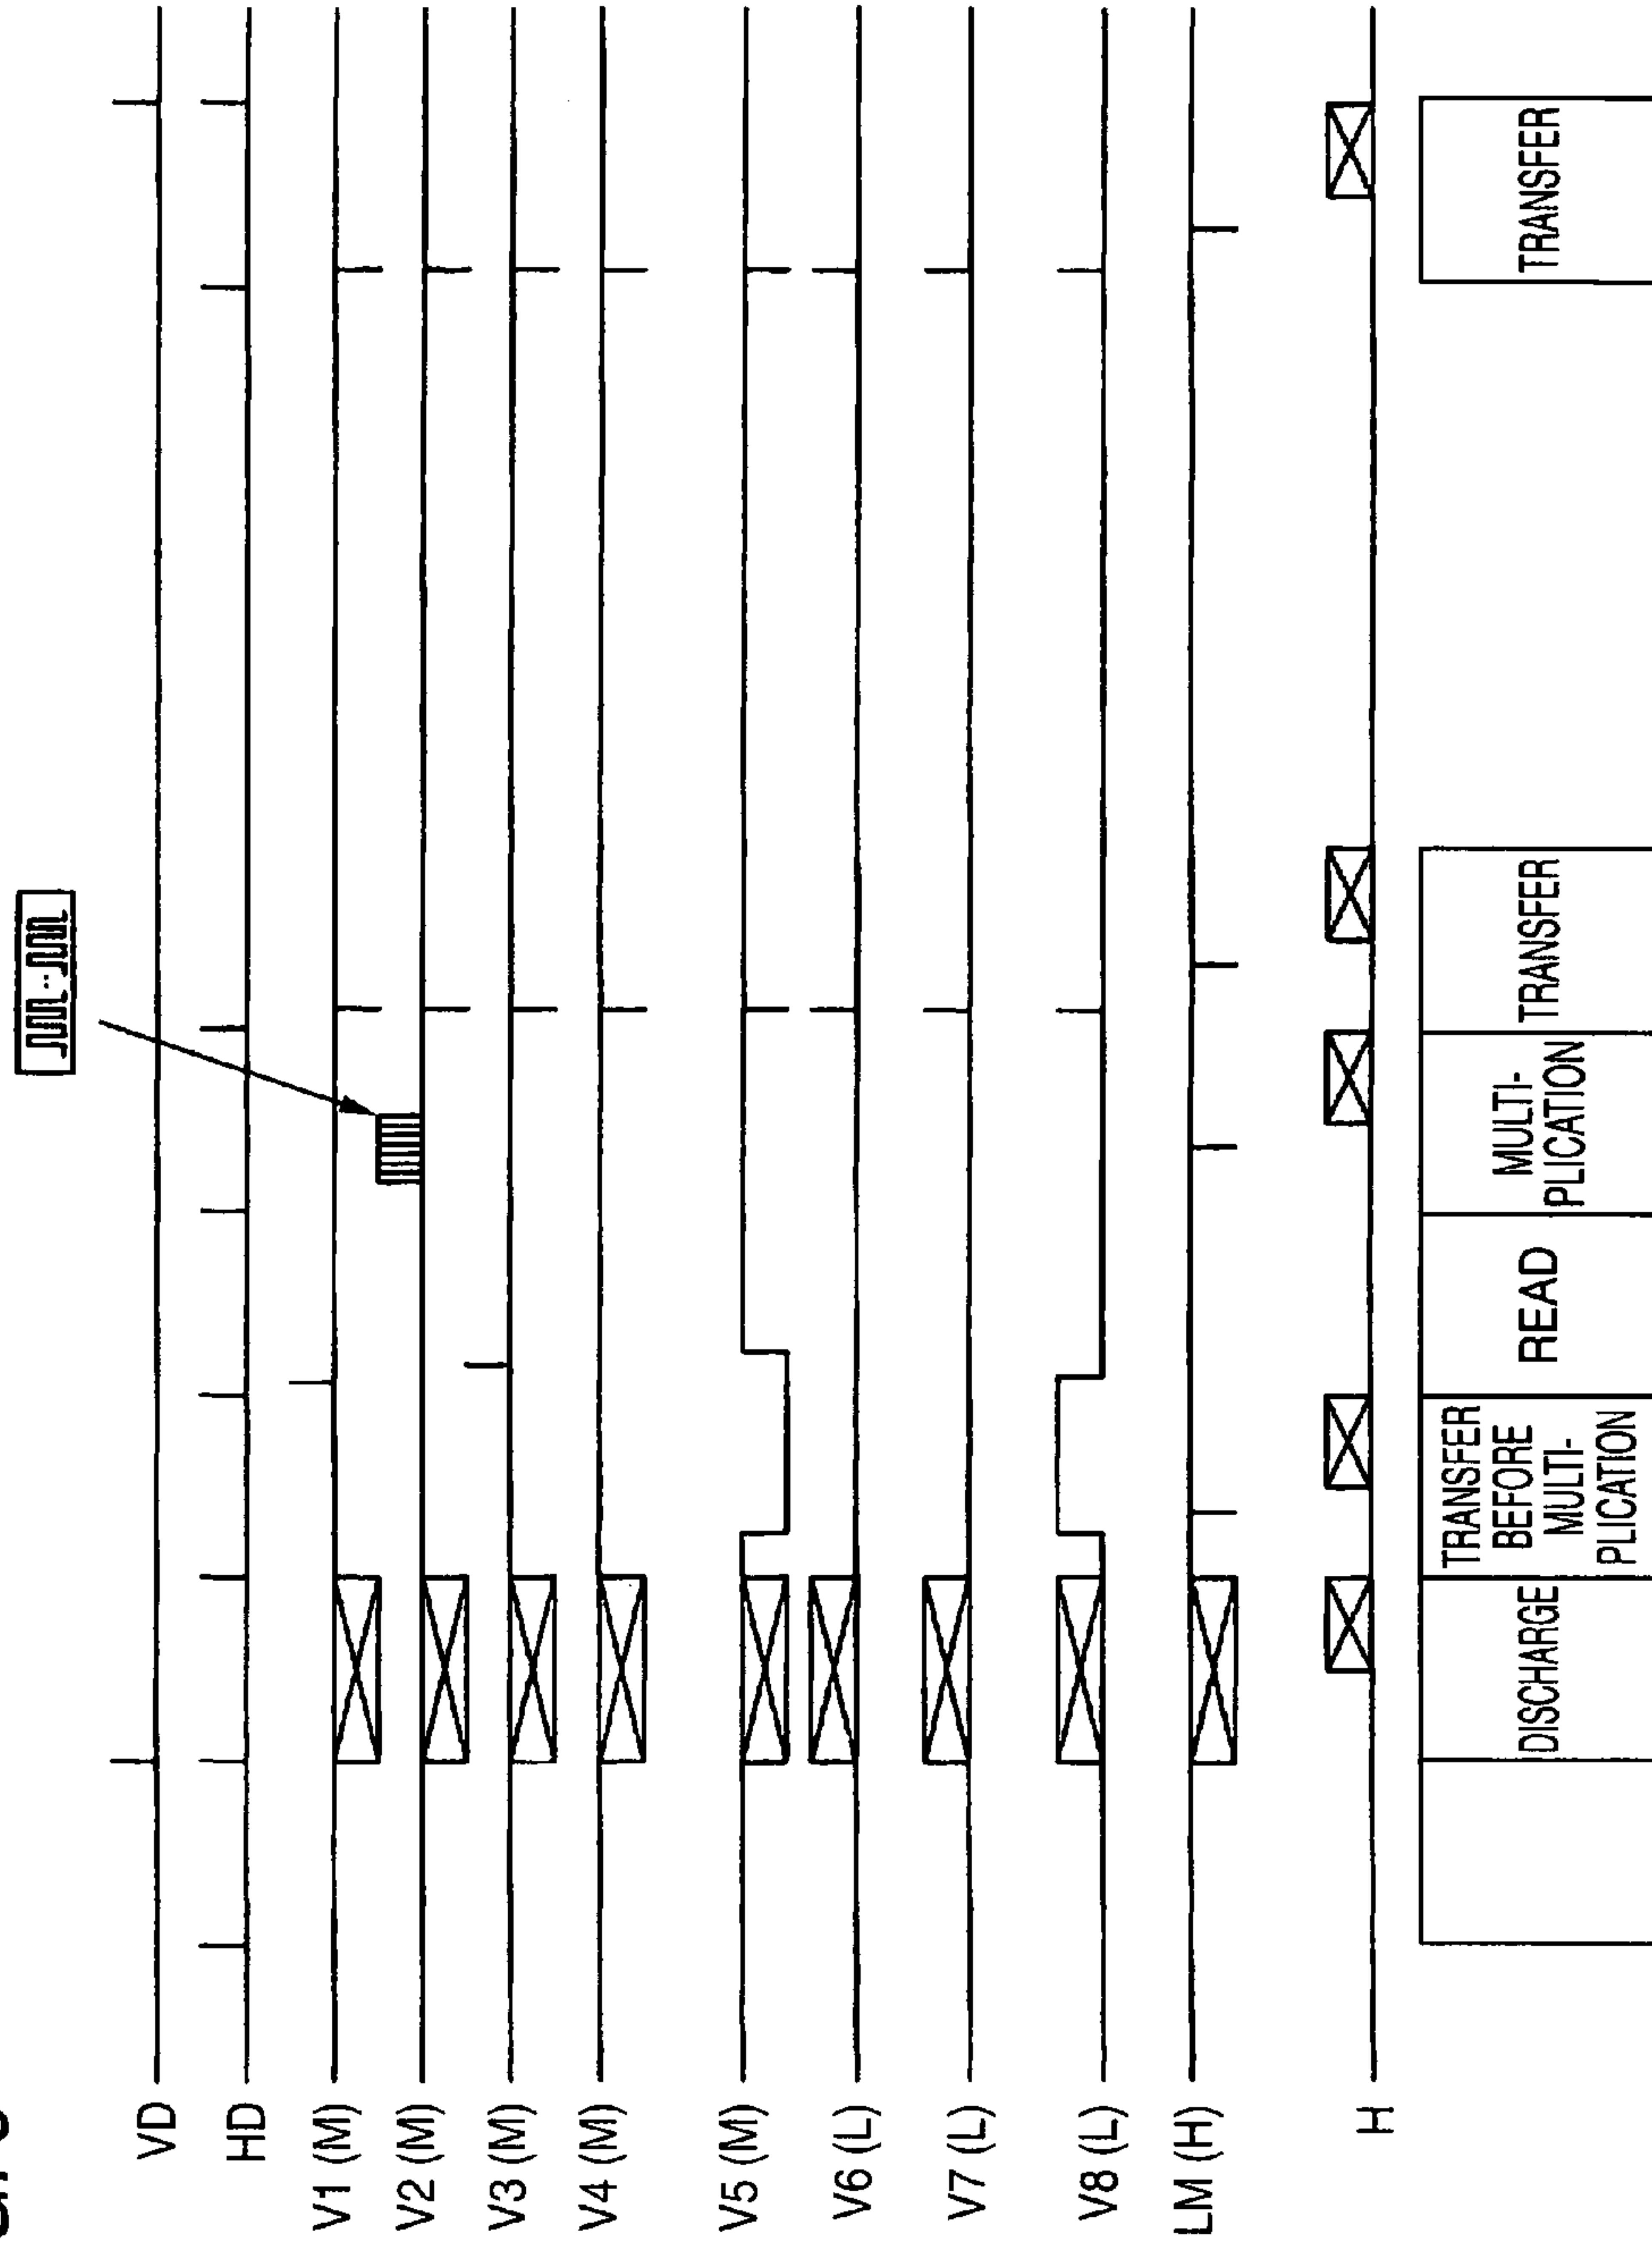 VD
HD
V1 (M)
V2 (M)
V3 (M)
V4 (M)
V5 (M)
V6 (L)
V7 (L)
V8 (L)
LM (H)
H
DISCHARGE
TRANSFER
BEFORE
MULTI-
PLICATION
READ
MULTI-
PLICATION
TRANSFER
TRANSFER